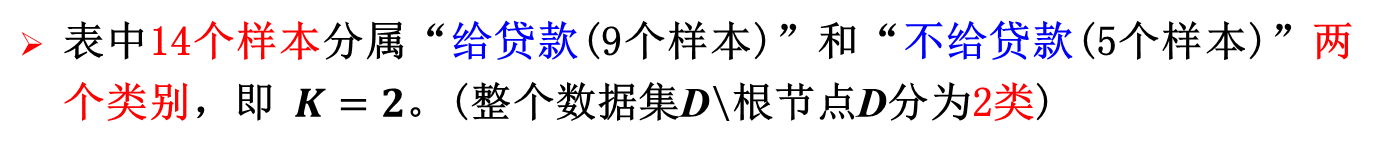 ➢ 表中14个样本分属“给贷款(9个样本)”和“不给贷款(5个样本)”两
个类别，即 K = 2。(整个数据集D\根节点D分为2类)